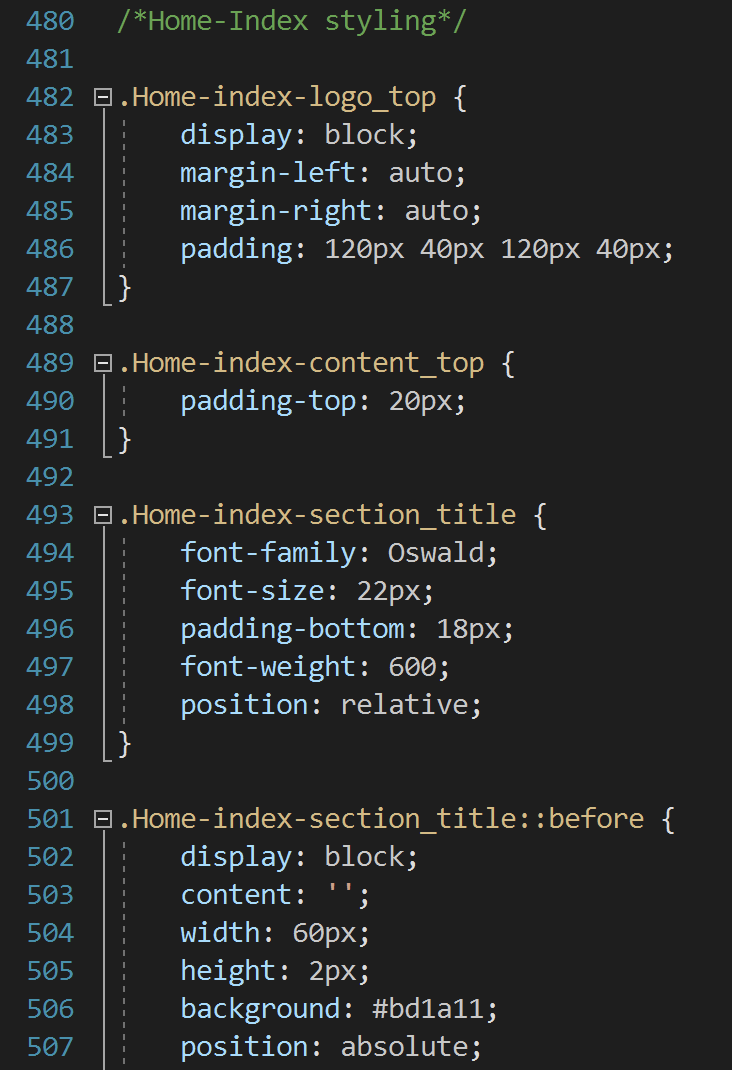 480 /*Home-Index styling*/
481
482 .Home-index-logo_top {
483 display: block;
484 margin-left: auto;
485 margin-right: auto;
486 padding: 120px 40px 120px 40px;
487 }
488
489 .Home-index-content_top {
490 padding-top: 20px;
491 }
492
493 .Home-index-section_title {
494 font-family: Oswald;
495 font-size: 22px;
496 padding-bottom: 18px;
497 font-weight: 600;
498 position: relative;
499 }
500
501 .Home-index-section_title::before {
502 display: block;
503 content: '';
504 width: 60px;
505 height: 2px;
506 background: #bd1a11;
507 position: absolute;